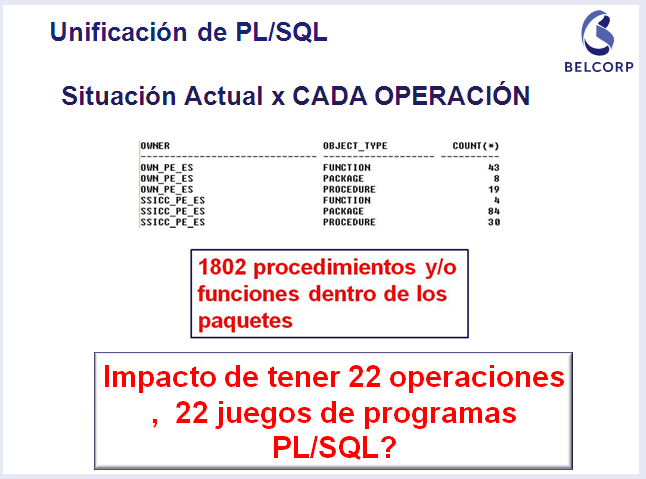 Unificación de PL/SQL
BELCORP
Situación Actual x CADA OPERACIÓN
OWNER OBJECT_TYPE COUNT(*)
------------------------------ ------------------- ----------
OWN_PE_ES FUNCTION 43
OWN_PE_ES PACKAGE 8
OWN_PE_ES PROCEDURE 19
SSICC_PE_ES FUNCTION 4
SSICC_PE_ES PACKAGE 84
SSICC_PE_ES PROCEDURE 30
1802 procedimientos y/o
funciones dentro de los
paquetes
Impacto de tener 22 operaciones
, 22 juegos de programas
PL/SQL?